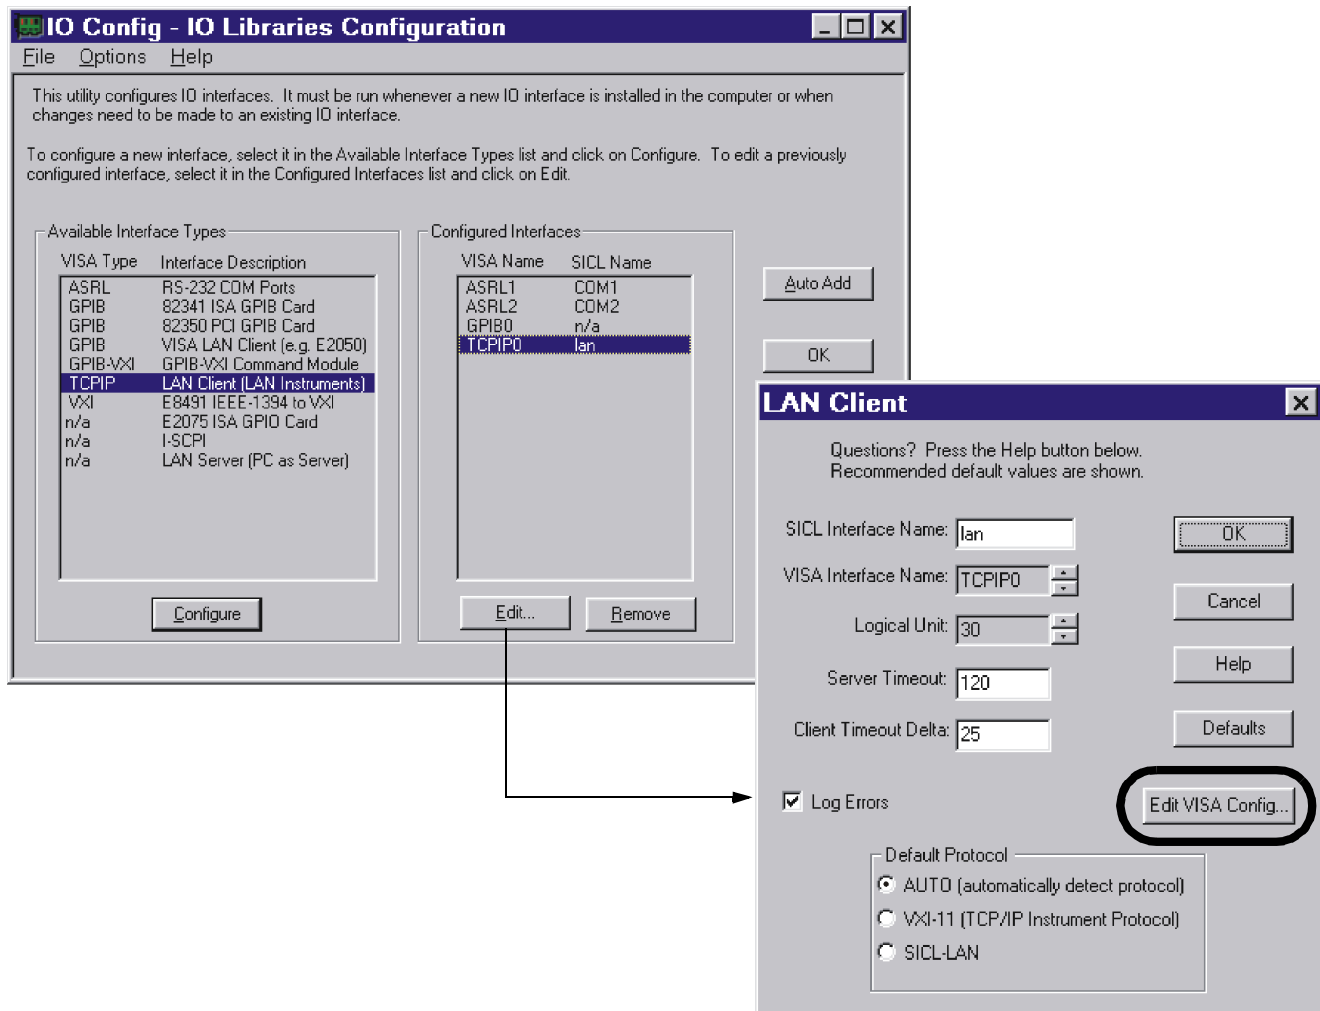 IO Config - IO Libraries Configuration
File Options Help
This utility configures IO interfaces. It must be run whenever a new IO interface is installed in the computer or when
changes need to be made to an existing IO interface.
To configure a new interface, select it in the Available Interface Types list and click on Configure. To edit a previously
configured interface, select it in the Configured Interfaces list and click on Edit.
Available Interface Types
VISA Type Interface Description
ASRL RS-232 COM Ports
GPIB 82341 ISA GPIB Card
GPIB 82350 PCI GPIB Card
GPIB VISA LAN Client (e.g. E2050)
GPIB-VXI GPIB-VXI Command Module
TCPIP LAN Client (LAN Instruments)
VXI E8491 IEEE-1394 to VXI
n/a E2075 ISA GPIO Card
n/a I-SCPI
n/a LAN Server (PC as Server)
Configure
Configured Interfaces
VISA Name SICL Name
ASRL1 COM1
ASRL2 COM2
GPIB0 n/a
TCPIP0 lan
Edit... Remove
Auto Add
OK
LAN Client
Questions? Press the Help button below.
Recommended default values are shown.
SICL Interface Name: lan
VISA Interface Name: TCPIP0
Logical Unit: 30
Server Timeout: 120
Client Timeout Delta: 25
OK
Cancel
Help
Defaults
Log Errors
Edit VISA Config...
Default Protocol
AUTO (automatically detect protocol)
VXI-11 (TCP/IP Instrument Protocol)
SICL-LAN